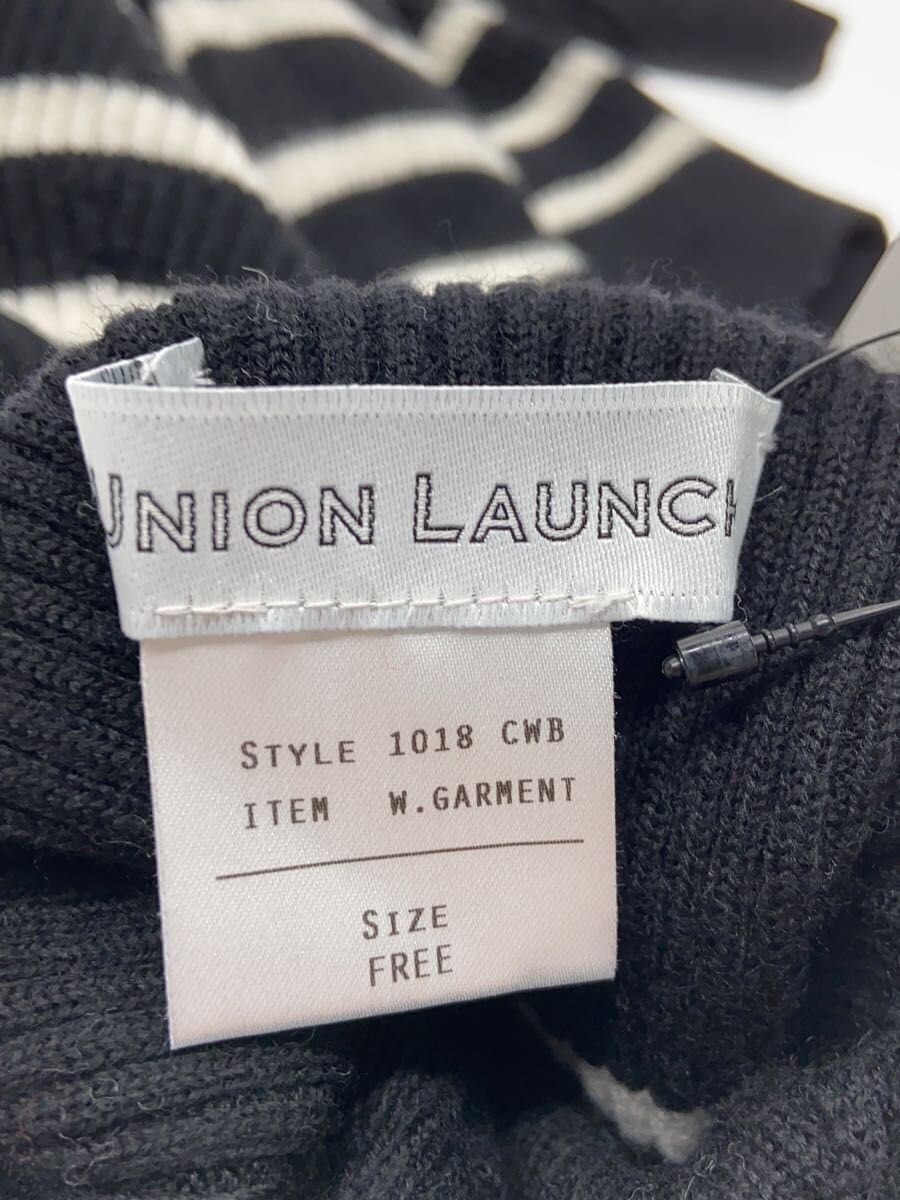 UNION LAUNCH
STYLE 1018 CWB
ITEM W.GARMENT
SIZE
FREE